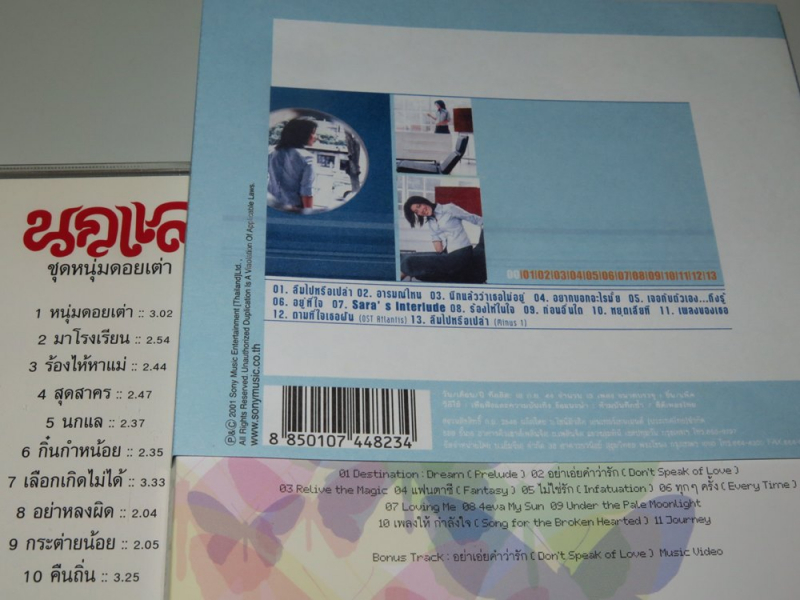 นกแล
ชุดหนุ่มดอยเต่า
1 หนุ่มดอยเต่า :: 3.02
2 มาโรงเรียน :: 2.54
3 ร้องไห้หาแม่ :: 2.44
4 สุดสาคร :: 2.47
5 นกแล :: 2.37
6 กิ๋นกำหน้อย :: 2.35
7 เลือกเกิดไม่ได้ :: 3.33
8 อย่าหลงผิด :: 2.04
9 กระต่ายน้อย :: 2.05
10 คืนถิ่น :: 3.25
00|01|02|03|04|05|06|07|08|09|10|11|12|13
01. ลืมไปหรือเปล่า 02. อารมณ์ไหน 03. นึกแล้วว่าเธอไม่อยู่ 04. อยากบอกอะไรมั้ย 05. เจอกับตัวเอง...ถึงรู้
06. อยู่ที่ใจ 07. Sara's Interlude 08. ร้องให้ในใจ 09. ก่อนอื่นใด 10. หยุดเสียที 11. เพลงของเธอ
12. ตามที่ใจเธอฝัน (OST Atlantis) 13. ลืมไปหรือเปล่า (Minus 1)
℗&© 2001 Sony Music Entertainment [Thailand]Ltd.
All Rights Reserved. Unauthorized Duplication Is A Violation Of Applicable Laws.
www.sonymusic.co.th
8 850107 448234
01 Destination : Dream ( Prelude ) 02 อย่าเอ่ยคำว่ารัก ( Don't Speak of Love )
03 Relive the Magic 04 แฟนตาซี ( Fantasy ) 05 ไม่ใช่รัก ( Infatuation ) 06 ทุกๆ ครั้ง ( Every Time )
07 Loving Me 08 4eva My Sun 09 Under the Pale Moonlight
10 เพลงให้ กำลังใจ ( Song for the Broken Hearted ) 11 Journey
Bonus Track : อย่าเอ่ยคำว่ารัก ( Don't Speak of Love ) Music Video